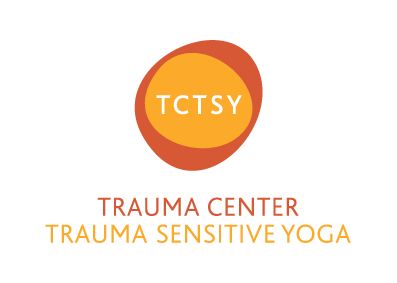 TCTSY
TRAUMA CENTER
TRAUMA SENSITIVE YOGA